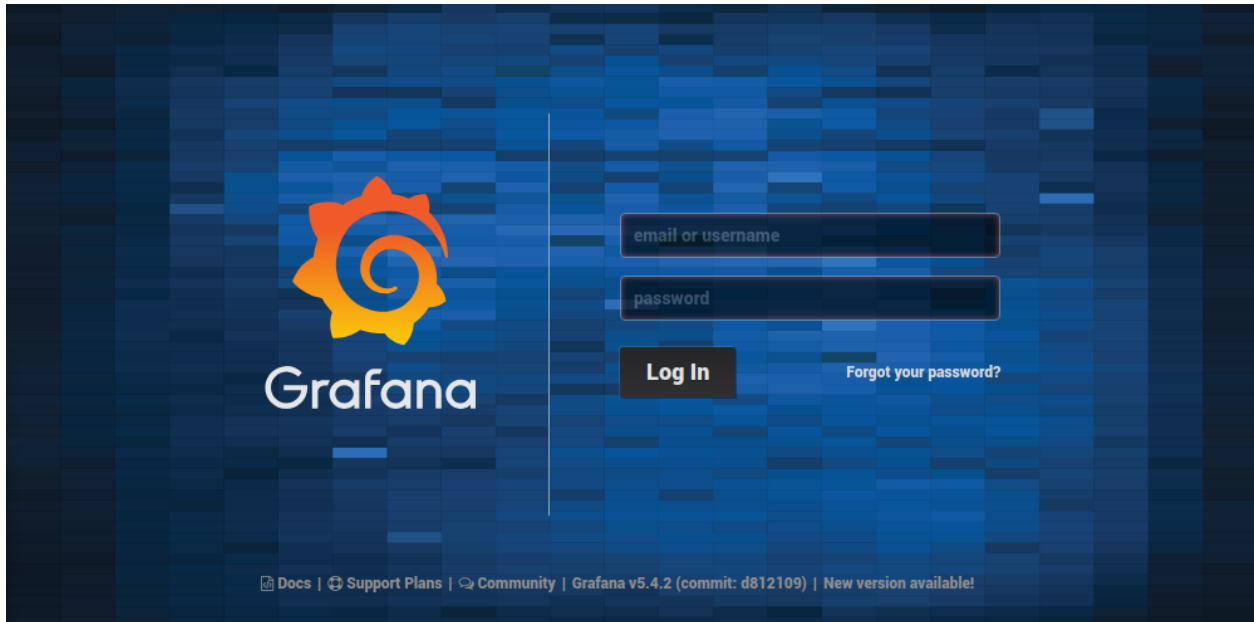 email or username
password
Grafana
Log In
Forgot your password?
Docs | Support Plans | Community | Grafana v5.4.2 (commit: d812109) | New version available!